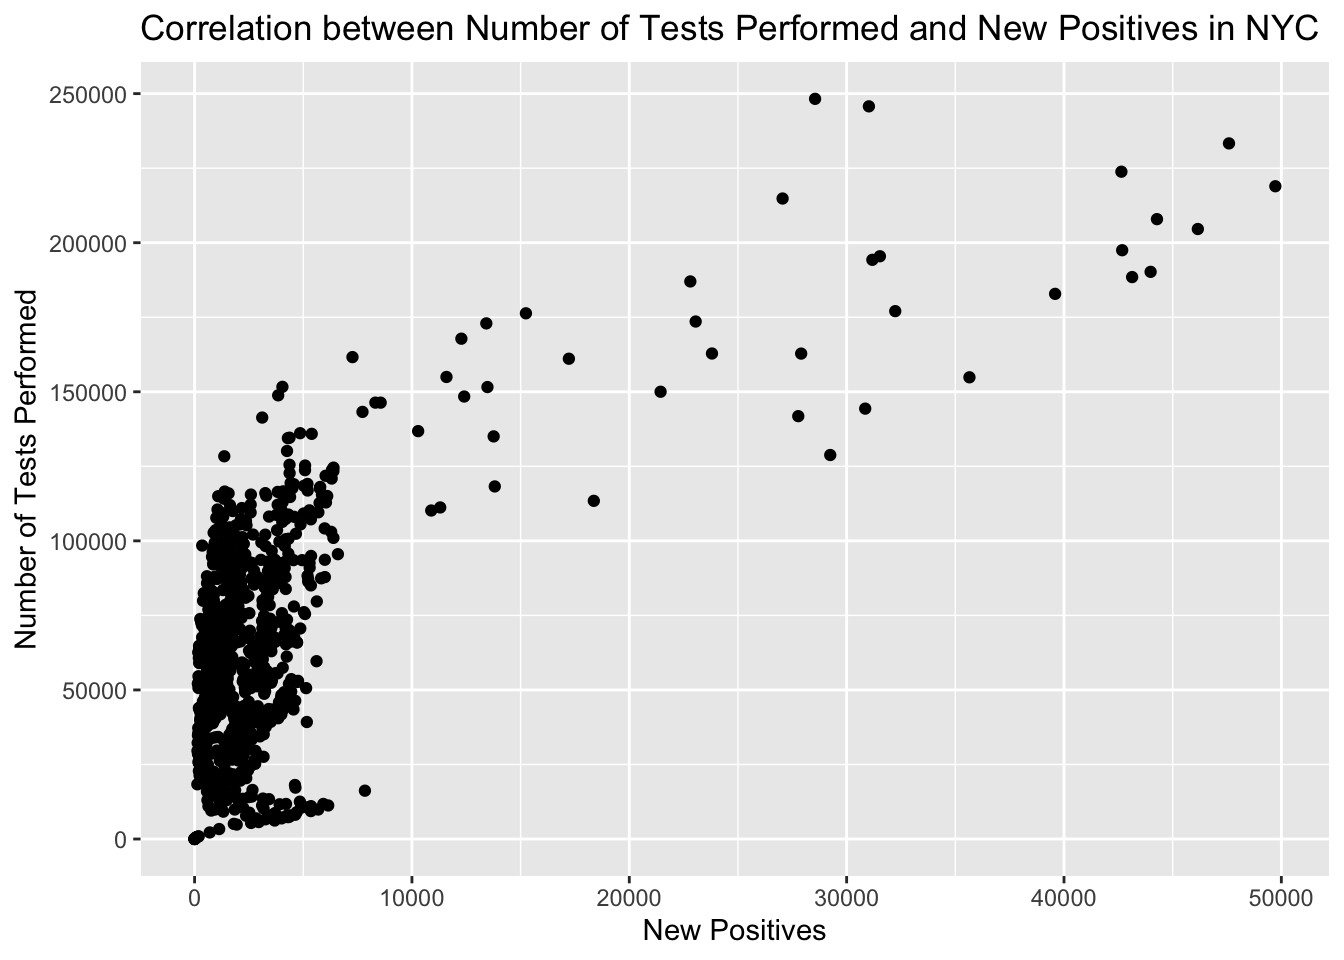 Correlation between Number of Tests Performed and New Positives in NYC
250000
200000
150000
100000
50000
0
Number of Tests Performed
0 10000 20000 30000 40000 50000
New Positives